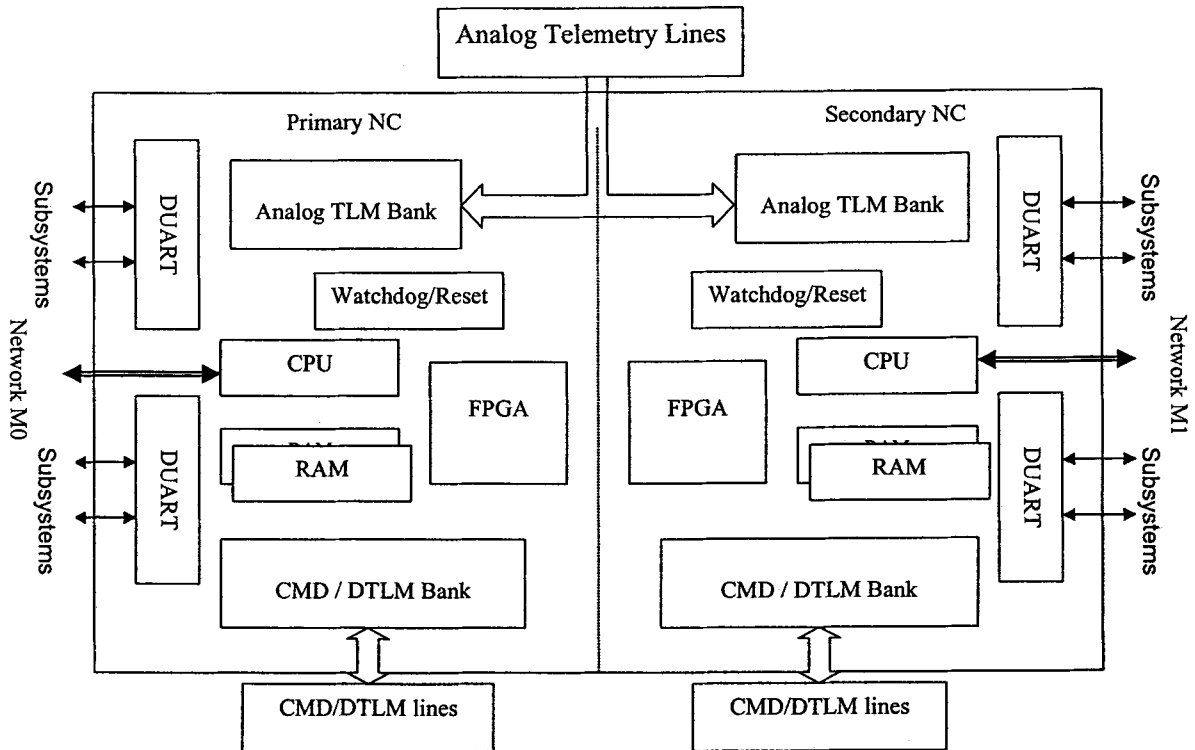 Analog Telemetry Lines
Primary NC
Secondary NC
Subsystems
DUART
Analog TLM Bank
Analog TLM Bank
DUART
Subsystems
Watchdog/Reset
Watchdog/Reset
Network M0
CPU
FPGA
FPGA
CPU
Network M1
Subsystems
DUART
RAM
RAM
RAM
RAM
DUART
Subsystems
CMD / DTLM Bank
CMD / DTLM Bank
CMD/DTLM lines
CMD/DTLM lines